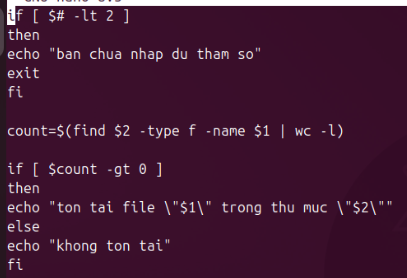 if [ $# -lt 2 ]
then
echo "ban chua nhap du tham so"
exit
fi
count=$(find $2 -type f -name $1 | wc -l)
if [ $count -gt 0 ]
then
echo "ton tai file \"$1\" trong thu muc \"$2\""
else
echo "khong ton tai"
fi